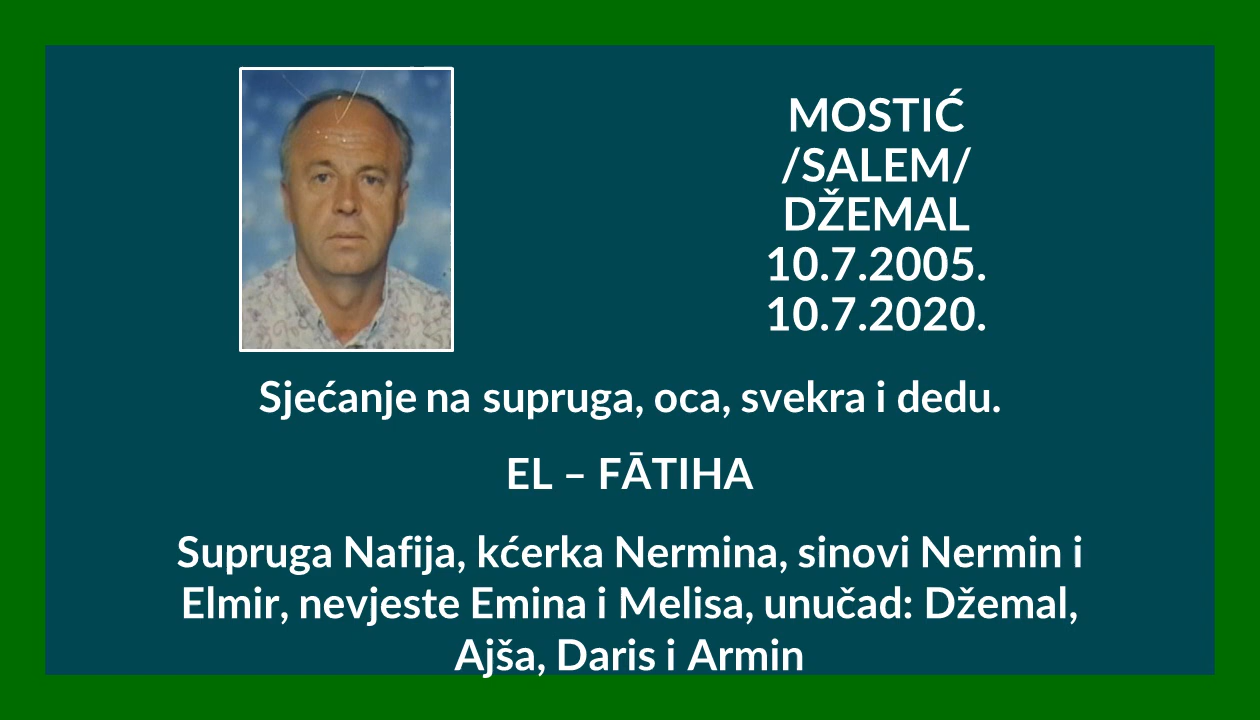 MOSTIĆ
/SALEM/
DŽEMAL
10.7.2005.
10.7.2020.
Sjećanje na supruga, oca, svekra i dedu.
EL – FĀTIHA
Supruga Nafija, kćerka Nermina, sinovi Nermin i
Elmir, nevjeste Emina i Melisa, unučad: Džemal,
Ajša, Daris i Armin